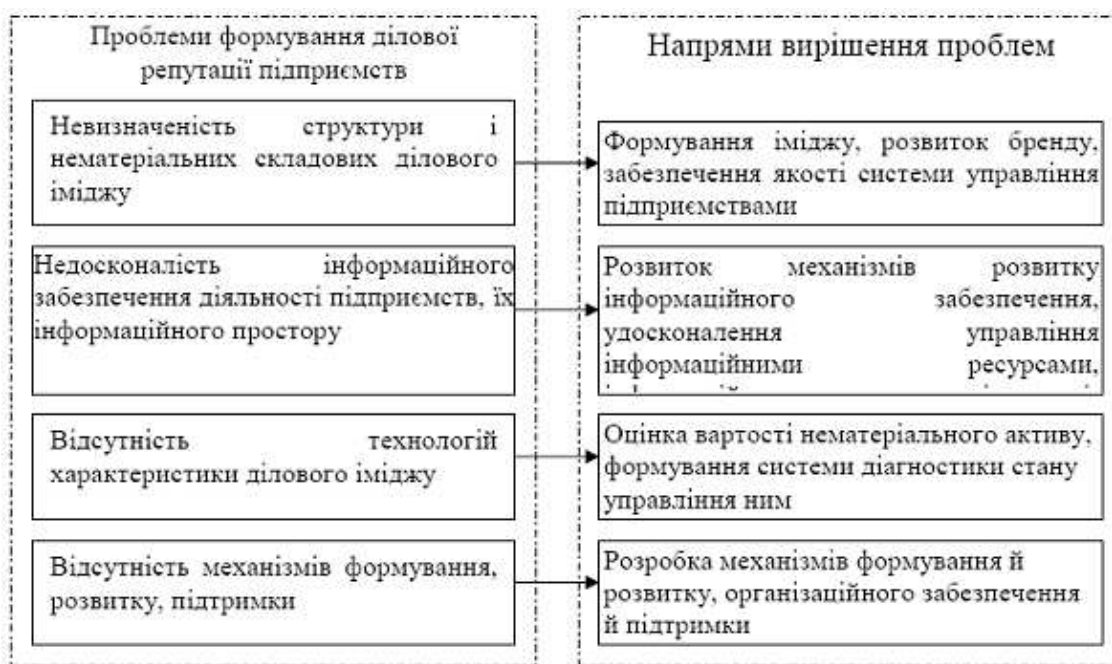 Проблеми формування ділової
репутації підприємств
Невизначеність структури і
нематеріальних складових ділового
іміджу
Недосконалість інформаційного
забезпечення діяльності підприємств, їх
інформаційного простору
Відсутність технологій
характеристики ділового іміджу
Відсутність механізмів формування,
розвитку, підтримки
Напрями вирішення проблем
Формування іміджу, розвиток бренду,
забезпечення якості системи управління
підприємствами
Розвиток механізмів розвитку
інформаційного забезпечення,
удосконалення управління
інформаційними ресурсами,
Оцінка вартості нематеріального активу,
формування системи діагностики стану
управління ним
Розробка механізмів формування й
розвитку, організаційного забезпечення
й підтримки